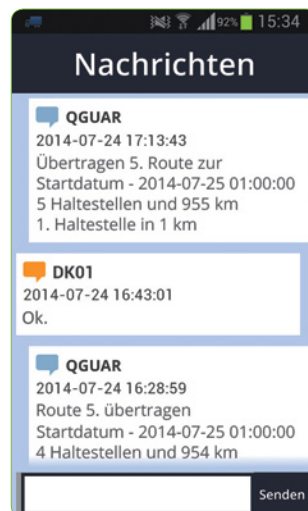 92% 15:34
Nachrichten
QGUAR
2014-07-24 17:13:43
Übertragen 5. Route zur
Startdatum - 2014-07-25 01:00:00
5 Haltestellen und 955 km
1. Haltestelle in 1 km
DK01
2014-07-24 16:43:01
Ok.
QGUAR
2014-07-24 16:28:59
Route 5. übertragen
Startdatum - 2014-07-25 01:00:00
4 Haltestellen und 954 km
Senden